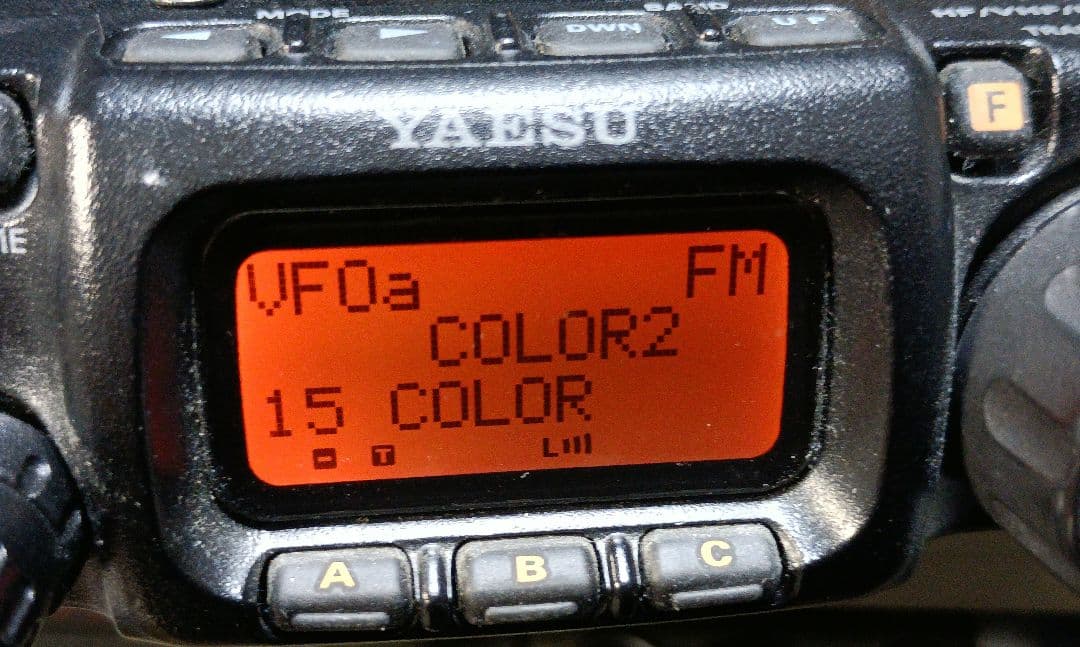 MODE
DWN
UP
F
YAESU
VFOa FM
COLOR2
15 COLOR
- T L
A B C